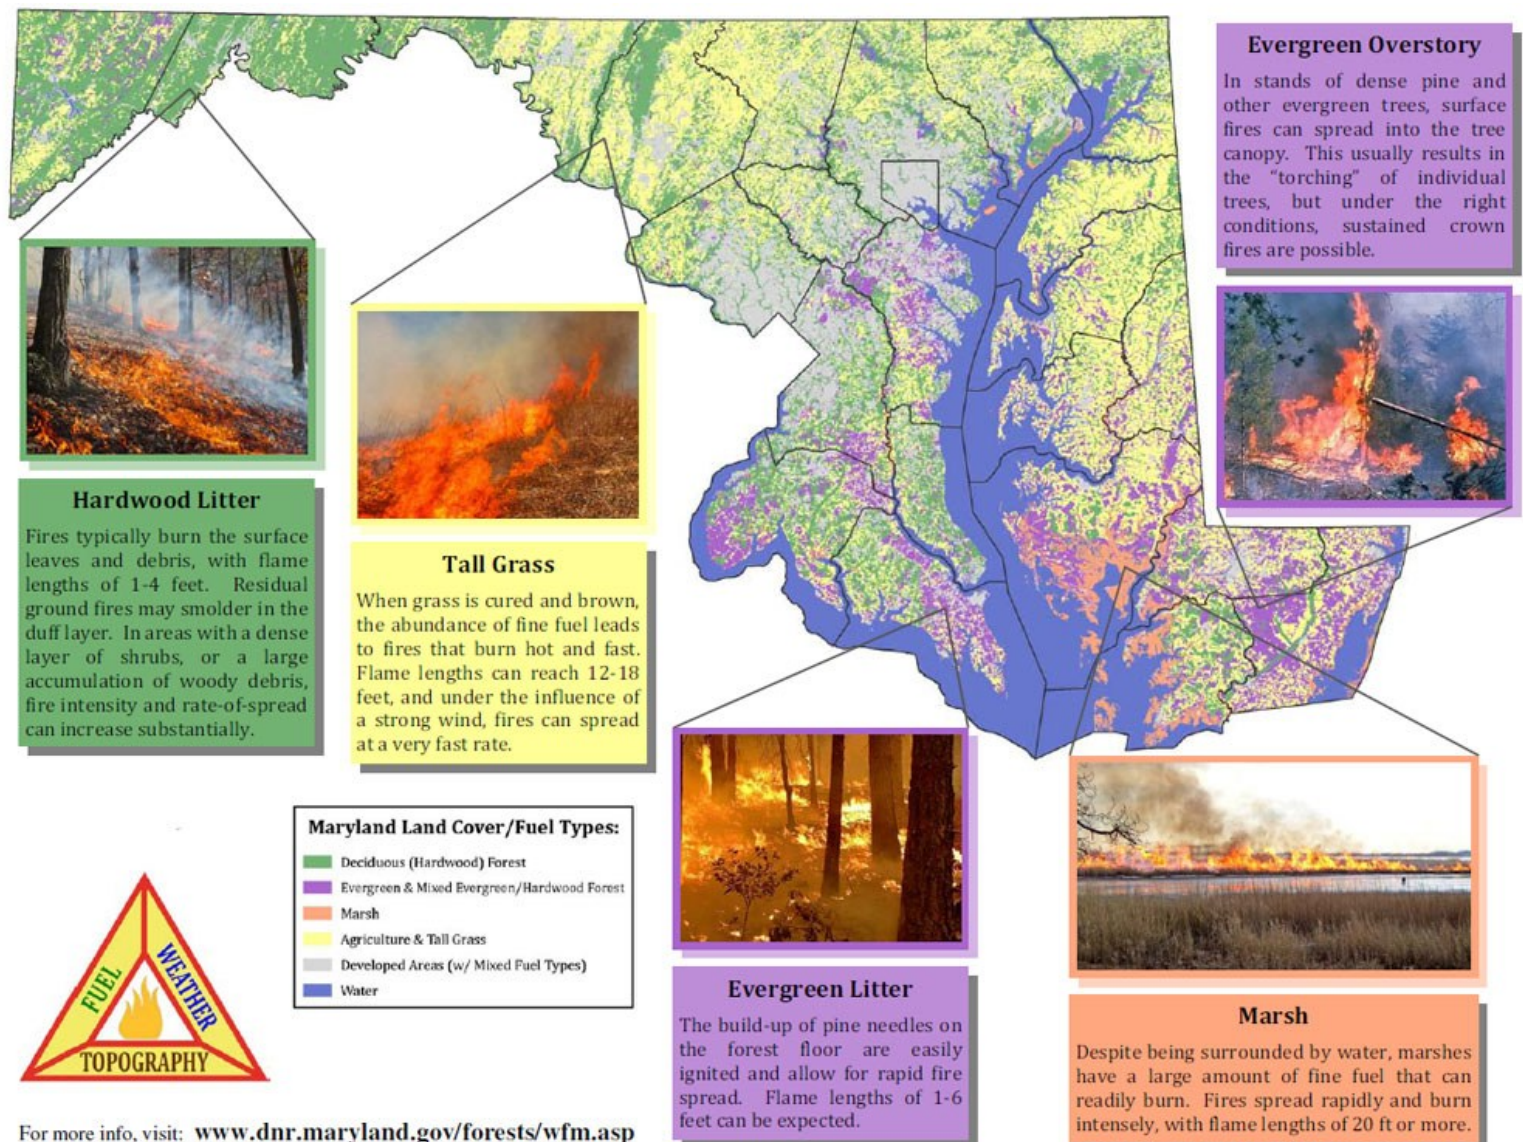 Evergreen Overstory
In stands of dense pine and
other evergreen trees, surface
fires can spread into the tree
canopy. This usually results in
the “torching” of individual
trees, but under the right
conditions, sustained crown
fires are possible.
Hardwood Litter
Fires typically burn the surface
leaves and debris, with flame
lengths of 1-4 feet. Residual
ground fires may smolder in the
duff layer. In areas with a dense
layer of shrubs, or a large
accumulation of woody debris,
fire intensity and rate-of-spread
can increase substantially.
Tall Grass
When grass is cured and brown,
the abundance of fine fuel leads
to fires that burn hot and fast.
Flame lengths can reach 12-18
feet, and under the influence of
a strong wind, fires can spread
at a very fast rate.
Maryland Land Cover/Fuel Types:
Deciduous (Hardwood) Forest
Evergreen & Mixed Evergreen/Hardwood Forest
Marsh
Agriculture & Tall Grass
Developed Areas (w/ Mixed Fuel Types)
Water
FUEL
WEATHER
TOPOGRAPHY
For more info, visit: www.dnr.maryland.gov/forests/wfm.asp
Evergreen Litter
The build-up of pine needles on
the forest floor are easily
ignited and allow for rapid fire
spread. Flame lengths of 1-6
feet can be expected.
Marsh
Despite being surrounded by water, marshes
have a large amount of fine fuel that can
readily burn. Fires spread rapidly and burn
intensely, with flame lengths of 20 ft or more.